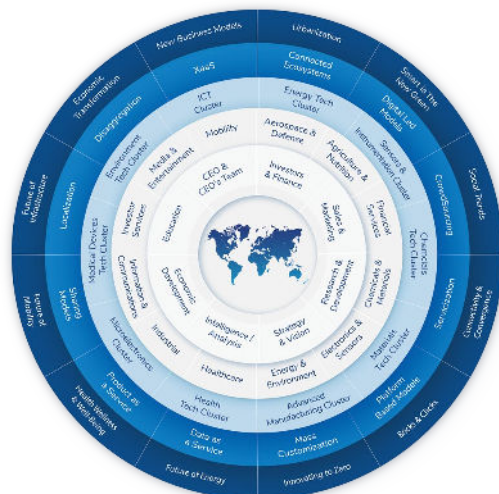 New Business Models
Urbanization
Smart is The
New Green
Social Trends
Connectivity &
Convergence
Bricks & Clicks
Innovating to Zero
Future of Energy
Health Wellness
& Well-Being
Future of
Mobility
Future of
Infrastructure
Economic
Transformation
XaaS
Connected
Ecosystems
Digital Led
Models
CrowdSourcing
Servitization
Platform
Based Models
Mass
Customization
Data as
a Service
Product as
a Service
Sharing
Models
Localization
Disaggregation
ICT
Cluster
Energy Tech
Cluster
Sensors &
Instrumentation Cluster
Chemicals
Tech Cluster
Materials
Tech Cluster
Advanced
Manufacturing Cluster
Health
Tech Cluster
Microelectronics
Cluster
Medical Devices
Tech Cluster
Environment
Tech Cluster
Mobility
Aerospace &
Defense
Agriculture &
Nutrition
Financial
Services
Chemicals &
Materials
Electronics &
Sensors
Energy &
Environment
Healthcare
Industrial
Information &
Communications
Investor
Services
Media &
Entertainment
CEO &
CEO's Team
Investors
& Finance
Sales &
Marketing
Research &
Development
Strategy
& Vision
Intelligence /
Analysis
Economic
Development
Education